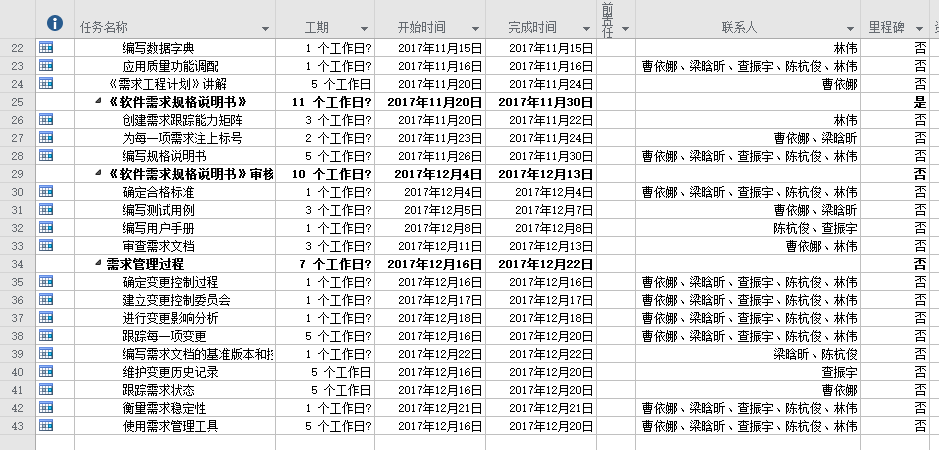 任务名称 工期 开始时间 完成时间 前置任 联系人 里程碑
22 编写数据字典 1 个工作日? 2017年11月15日 2017年11月15日 林伟 否
23 应用质量功能调配 1 个工作日? 2017年11月16日 2017年11月16日 曹依娜、梁晗昕、查振宇、陈杭俊、林伟 否
24 《需求工程计划》讲解 5 个工作日 2017年11月20日 2017年11月24日 曹依娜 否
25 《软件需求规格说明书》 11 个工作日? 2017年11月20日 2017年11月30日 是
26 创建需求跟踪能力矩阵 3 个工作日? 2017年11月20日 2017年11月22日 林伟 否
27 为每一项需求注上标号 2 个工作日? 2017年11月23日 2017年11月24日 曹依娜、梁晗昕 否
28 编写规格说明书 5 个工作日? 2017年11月26日 2017年11月30日 曹依娜、梁晗昕、查振宇、陈杭俊、林伟 否
29 《软件需求规格说明书》审核 10 个工作日? 2017年12月4日 2017年12月13日 否
30 确定合格标准 1 个工作日? 2017年12月4日 2017年12月4日 曹依娜、梁晗昕、查振宇、陈杭俊、林伟 否
31 编写测试用例 3 个工作日? 2017年12月5日 2017年12月7日 曹依娜、梁晗昕 否
32 编写用户手册 1 个工作日? 2017年12月8日 2017年12月8日 陈杭俊、查振宇 否
33 审查需求文档 3 个工作日? 2017年12月11日 2017年12月13日 曹依娜、林伟 否
34 需求管理过程 7 个工作日? 2017年12月16日 2017年12月22日 否
35 确定变更控制过程 1 个工作日? 2017年12月16日 2017年12月16日 曹依娜、梁晗昕、查振宇、陈杭俊、林伟 否
36 建立变更控制委员会 1 个工作日? 2017年12月17日 2017年12月17日 曹依娜、梁晗昕、查振宇、陈杭俊、林伟 否
37 进行变更影响分析 1 个工作日? 2017年12月18日 2017年12月18日 曹依娜、梁晗昕、查振宇、陈杭俊、林伟 否
38 跟踪每一项变更 5 个工作日? 2017年12月16日 2017年12月20日 曹依娜、梁晗昕、查振宇、陈杭俊、林伟 否
39 编写需求文档的基准版本和 1 个工作日? 2017年12月22日 2017年12月22日 梁晗昕、陈杭俊 否
40 维护变更历史记录 5 个工作日 2017年12月16日 2017年12月20日 查振宇 否
41 跟踪需求状态 5 个工作日 2017年12月16日 2017年12月20日 曹依娜 否
42 衡量需求稳定性 1 个工作日? 2017年12月21日 2017年12月21日 曹依娜、梁晗昕、查振宇、陈杭俊、林伟 否
43 使用需求管理工具 5 个工作日? 2017年12月16日 2017年12月20日 曹依娜、梁晗昕、查振宇、陈杭俊、林伟 否